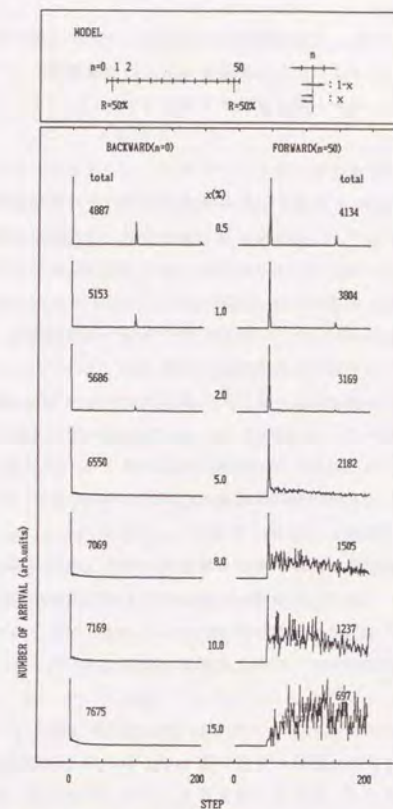 MODEL
n
m=0 1 2 50
: 1-x
: x
R=50% R=50%
BACKWARD(m=0) FORWARD(m=50)
total total
x(%)
4887 0.5 4134
5153 1.0 3804
5686 2.0 3169
6550 5.0 2182
7069 8.0 1505
7169 10.0 1237
7675 15.0 697
NUMBER OF ARRIVAL (arb.units)
0 200 0 200
STEP